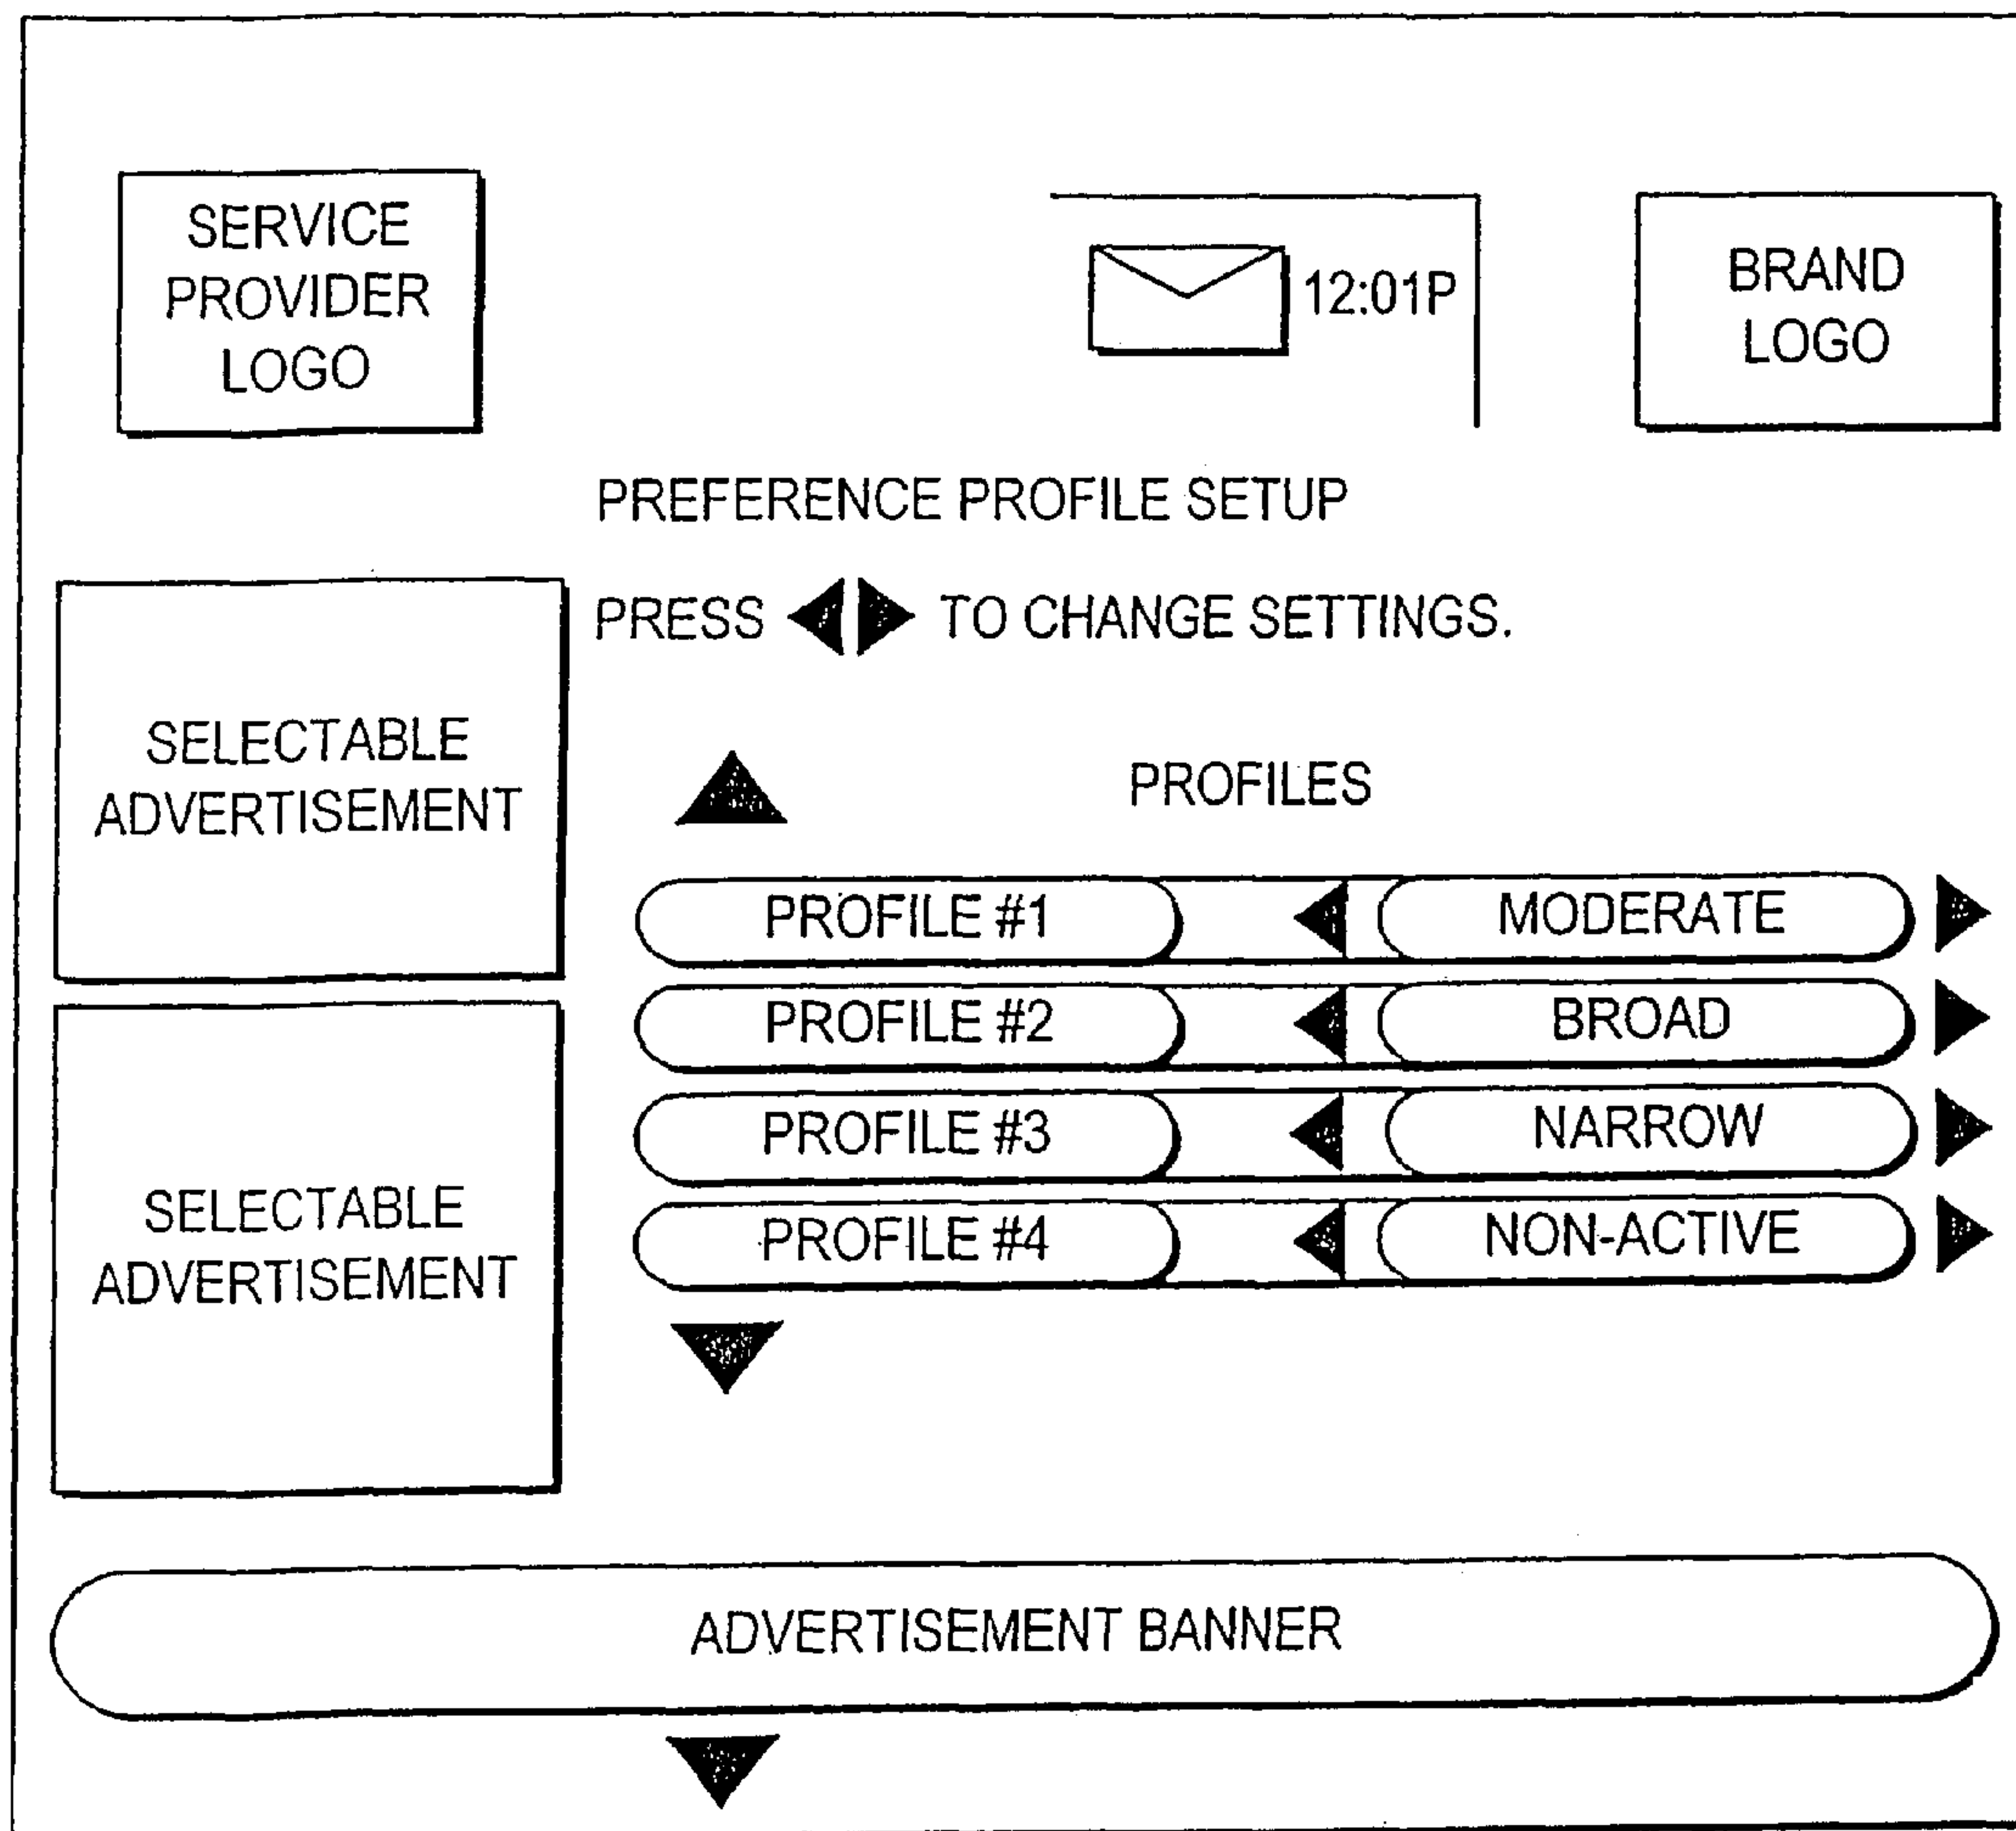 SERVICE
PROVIDER
LOGO
12:01P
BRAND
LOGO
PREFERENCE PROFILE SETUP
PRESS TO CHANGE SETTINGS.
SELECTABLE
ADVERTISEMENT
SELECTABLE
ADVERTISEMENT
PROFILES
PROFILE #1 MODERATE
PROFILE #2 BROAD
PROFILE #3 NARROW
PROFILE #4 NON-ACTIVE
ADVERTISEMENT BANNER